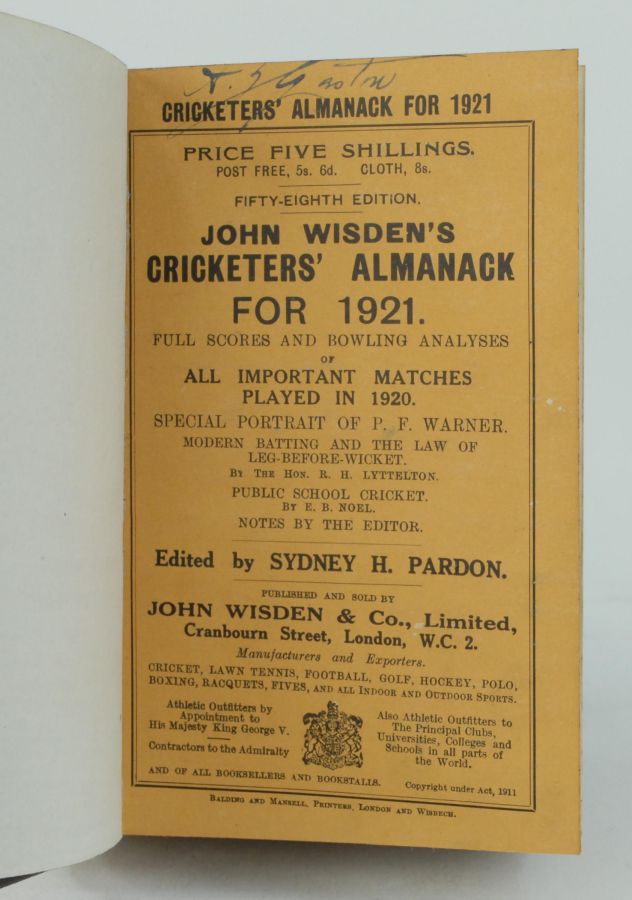 A. J. Gaston
CRICKETERS' ALMANACK FOR 1921
PRICE FIVE SHILLINGS.
POST FREE, 5s. 6d. CLOTH, 8s.
FIFTY-EIGHTH EDITION.
JOHN WISDEN'S
CRICKETERS' ALMANACK
FOR 1921.
FULL SCORES AND BOWLING ANALYSES
OF
ALL IMPORTANT MATCHES
PLAYED IN 1920.
SPECIAL PORTRAIT OF P. F. WARNER.
MODERN BATTING AND THE LAW OF
LEG-BEFORE-WICKET.
BY THE HON. R. H. LYTTELTON.
PUBLIC SCHOOL CRICKET.
BY E. B. NOEL.
NOTES BY THE EDITOR.
Edited by SYDNEY H. PARDON.
PUBLISHED AND SOLD BY
JOHN WISDEN & Co., Limited,
Cranbourn Street, London, W.C. 2.
Manufacturers and Exporters.
CRICKET, LAWN TENNIS, FOOTBALL, GOLF, HOCKEY, POLO,
BOXING, RACQUETS, FIVES, AND ALL INDOOR AND OUTDOOR SPORTS.
Athletic Outfitters by
Appointment to
His Majesty King George V.
Contractors to the Admiralty
Also Athletic Outfitters to
The Principal Clubs,
Universities, Colleges and
Schools in all parts of
the World.
AND OF ALL BOOKSELLERS AND BOOKSTALLS.
Copyright under Act, 1911
BALDING AND MANSELL, PRINTERS, LONDON AND WISBECH.